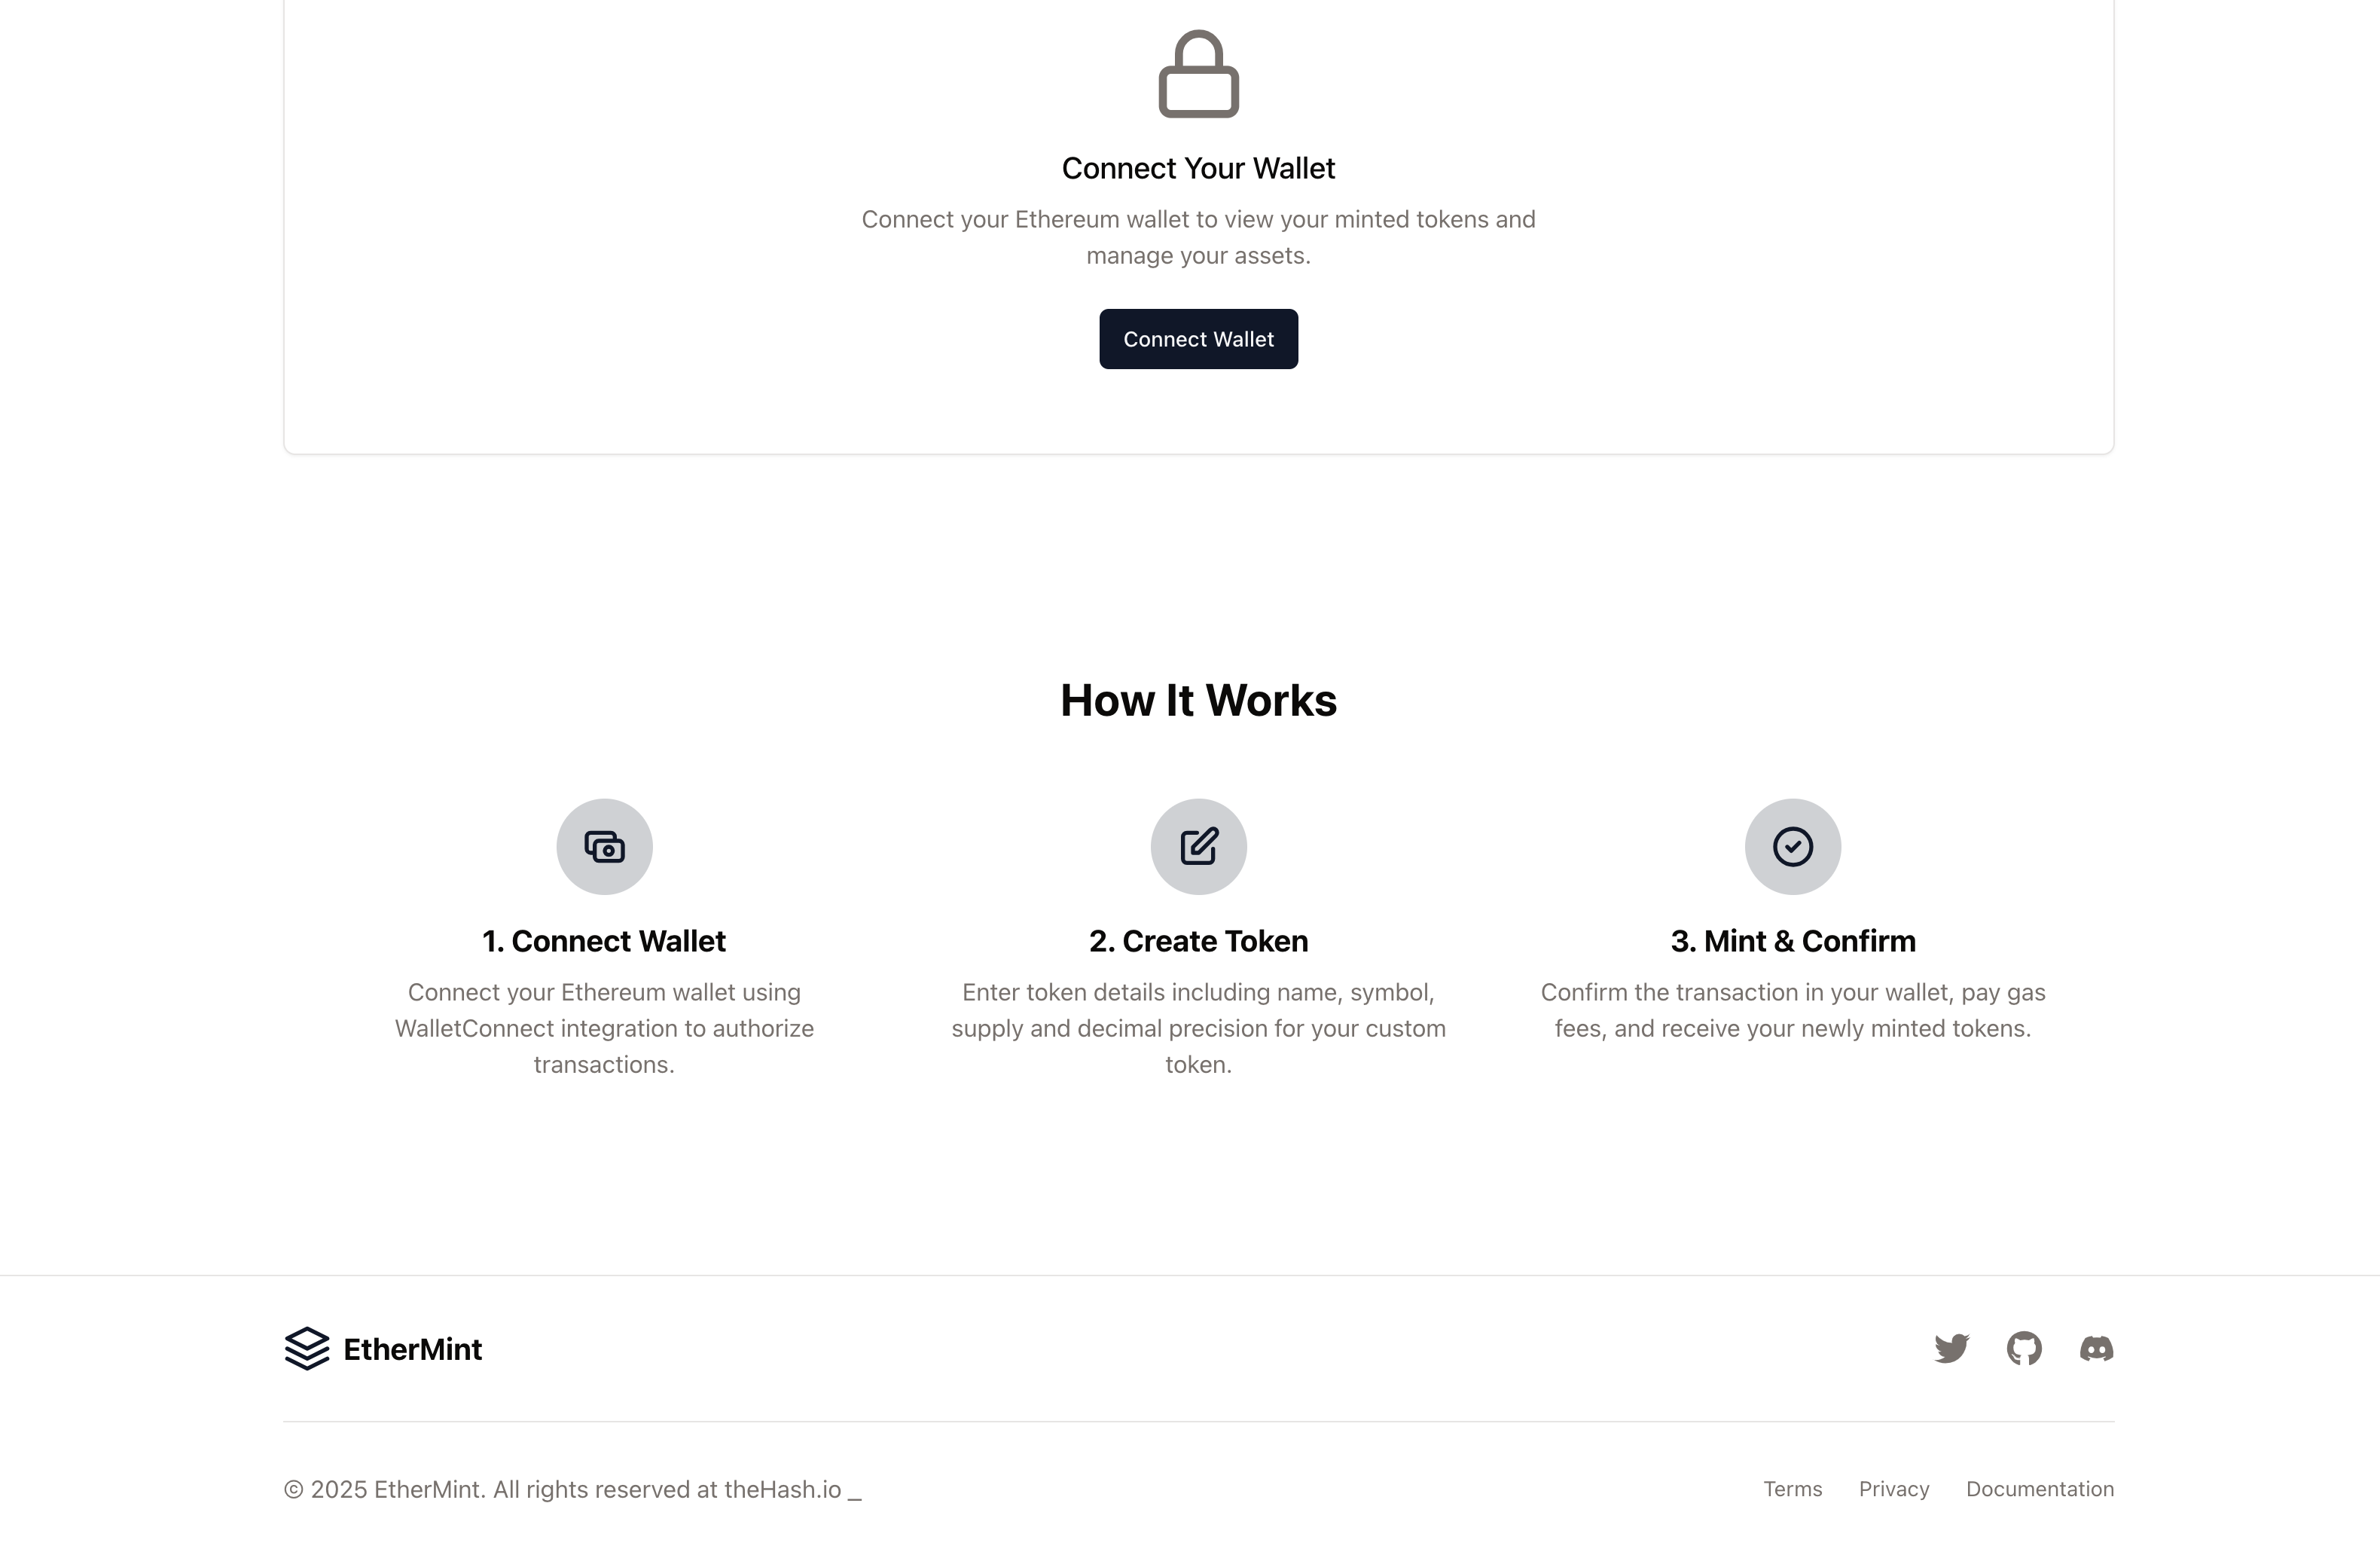 Connect Your Wallet
Connect your Ethereum wallet to view your minted tokens and
manage your assets.
Connect Wallet
How It Works
1. Connect Wallet
Connect your Ethereum wallet using
WalletConnect integration to authorize
transactions.
2. Create Token
Enter token details including name, symbol,
supply and decimal precision for your custom
token.
3. Mint & Confirm
Confirm the transaction in your wallet, pay gas
fees, and receive your newly minted tokens.
EtherMint
© 2025 EtherMint. All rights reserved at theHash.io _
Terms Privacy Documentation